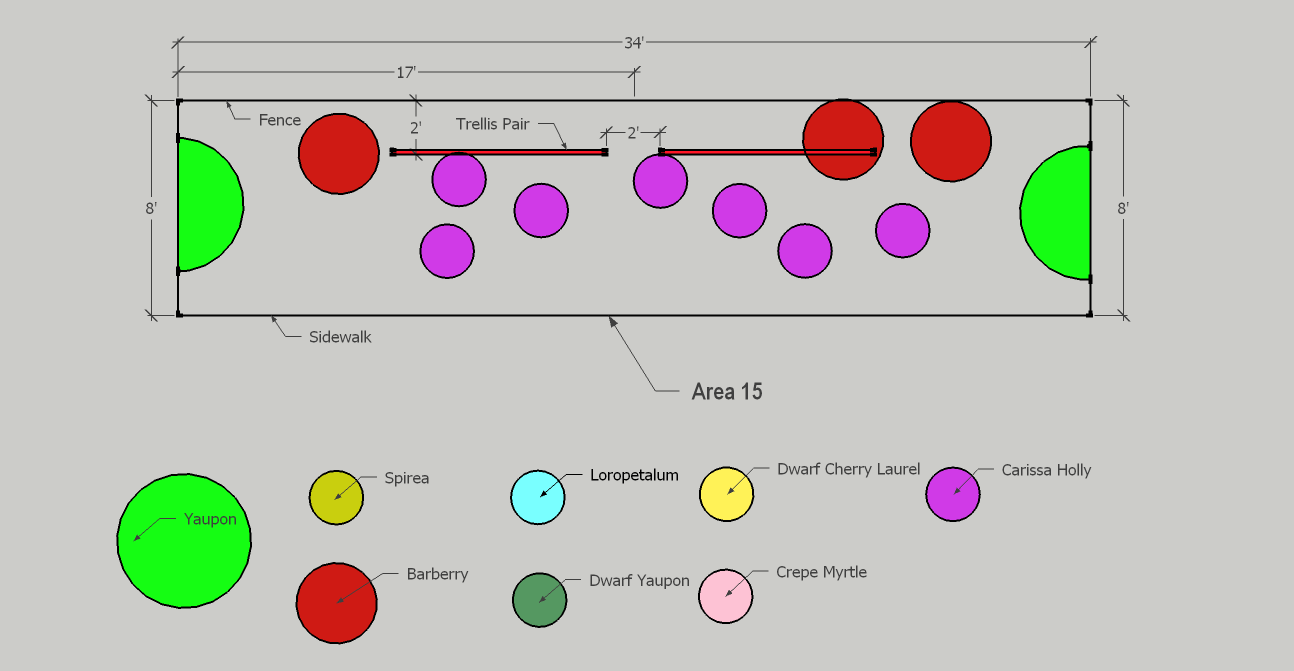 34'
17'
Fence
2'
Trellis Pair
2'
8'
8'
Sidewalk
Area 15
Spirea
Loropetalum
Dwarf Cherry Laurel
Carissa Holly
Yaupon
Barberry
Dwarf Yaupon
Crepe Myrtle